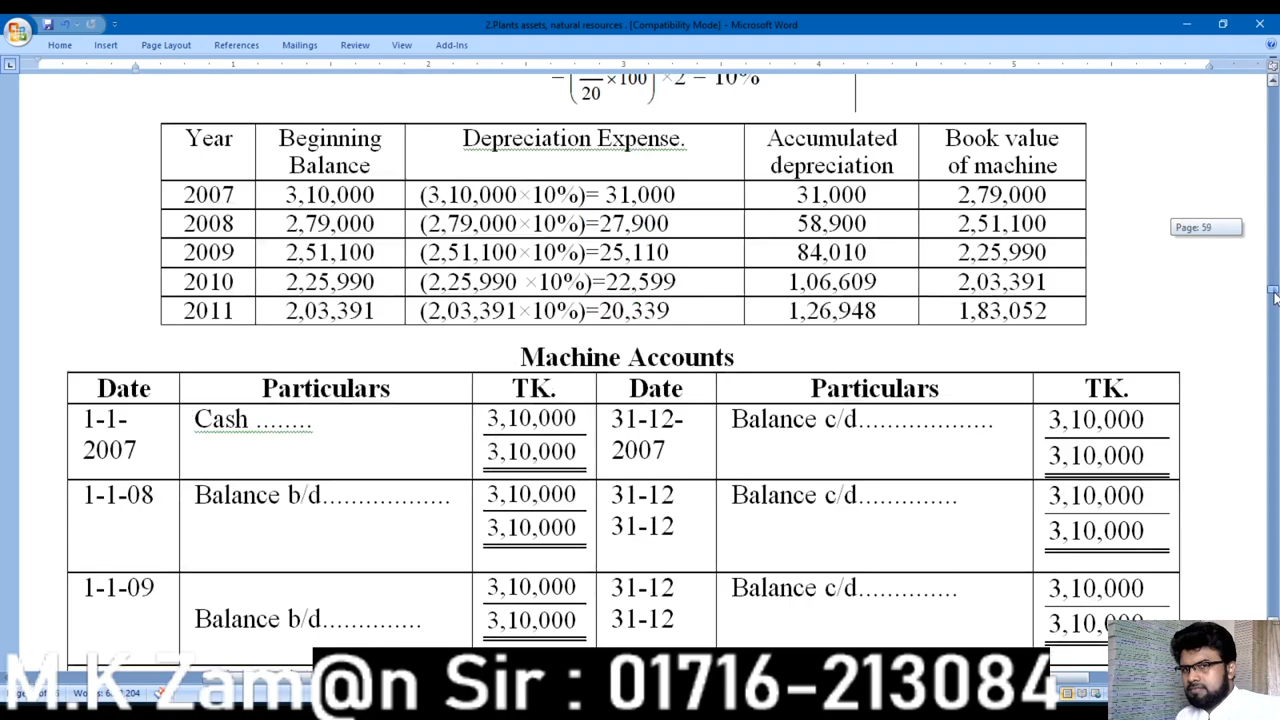 2.Plants assets, natural resources . [Compatibility Mode] - Microsoft Word
Home Insert Page Layout References Mailings Review View Add-Ins
1 2 3 4 5
20 ×100 ×2 = 10%
Year Beginning Balance Depreciation Expense. Accumulated depreciation Book value of machine
2007 3,10,000 (3,10,000×10%)= 31,000 31,000 2,79,000
2008 2,79,000 (2,79,000×10%)=27,900 58,900 2,51,100
2009 2,51,100 (2,51,100×10%)=25,110 84,010 2,25,990
2010 2,25,990 (2,25,990 ×10%)=22,599 1,06,609 2,03,391
2011 2,03,391 (2,03,391×10%)=20,339 1,26,948 1,83,052
Page: 59
Machine Accounts
Date Particulars TK. Date Particulars TK.
1-1- Cash ........ 3,10,000 31-12- Balance c/d................... 3,10,000
2007 3,10,000 2007 3,10,000
1-1-08 Balance b/d.................. 3,10,000 31-12 Balance c/d.............. 3,10,000
3,10,000 31-12 3,10,000
1-1-09 3,10,000 31-12 Balance c/d.............. 3,10,000
Balance b/d.............. 3,10,000 31-12
M.K Zam@n Sir : 01716-213084